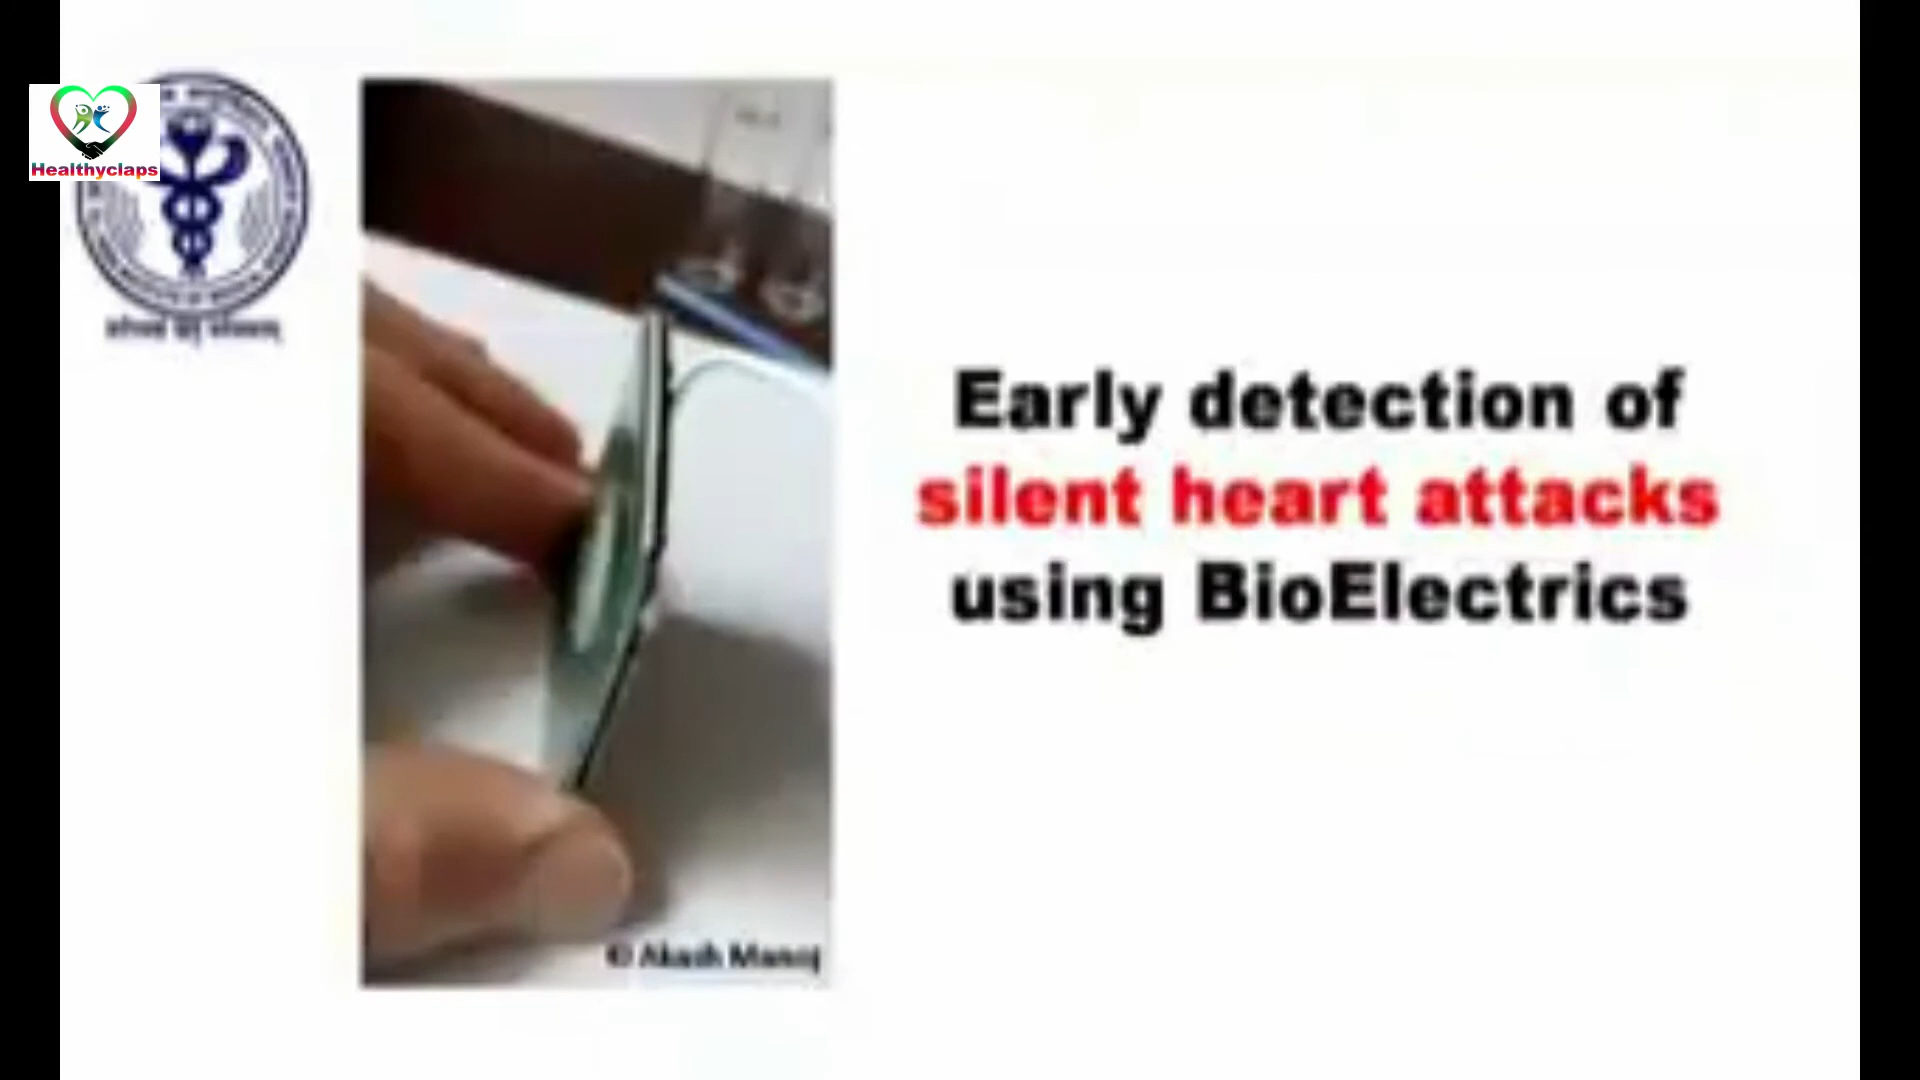 Healthyclaps
Early detection of
silent heart attacks
using BioElectrics
© Akash Manoj